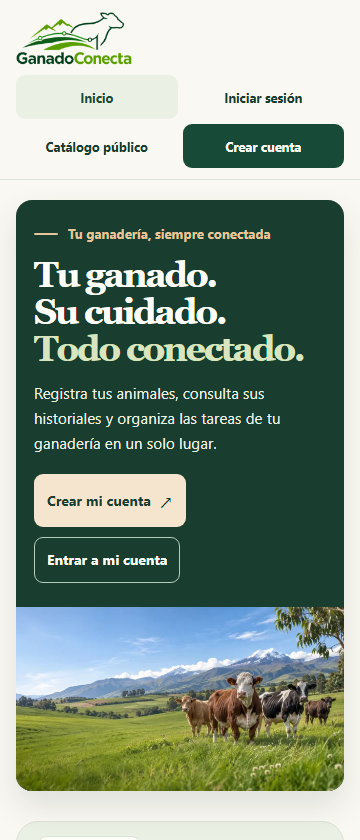 GanadoConecta
Inicio
Iniciar sesión
Catálogo público
Crear cuenta
Tu ganadería, siempre conectada
Tu ganado.
Su cuidado.
Todo conectado.
Registra tus animales, consulta sus
historiales y organiza las tareas de tu
ganadería en un solo lugar.
Crear mi cuenta ↗
Entrar a mi cuenta